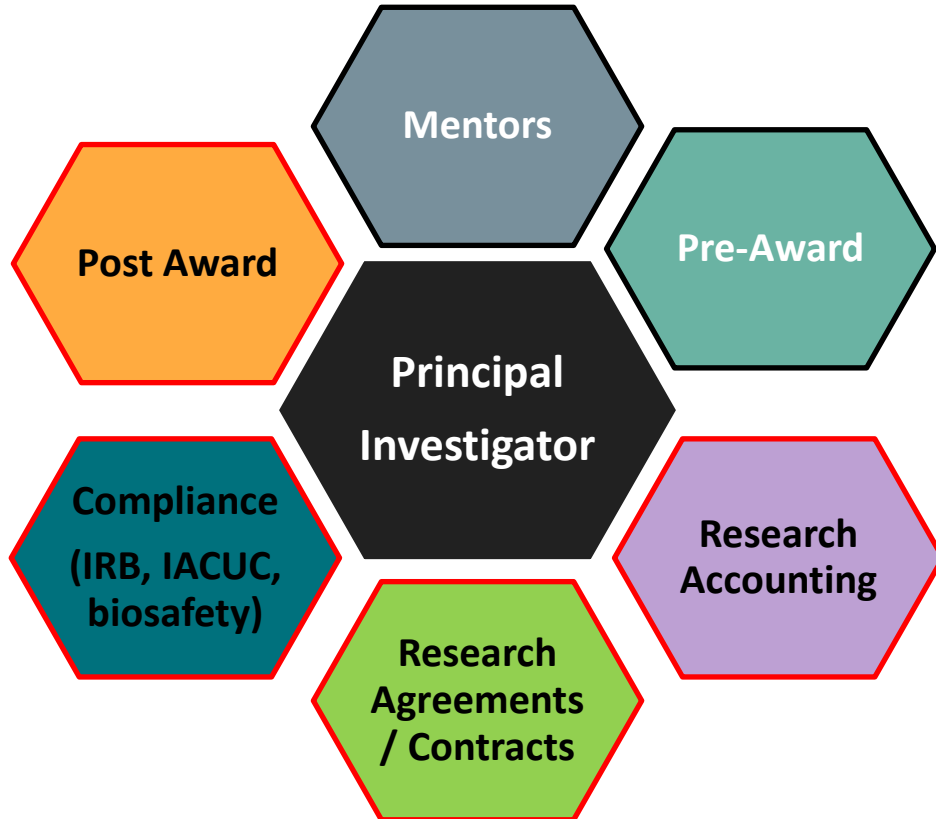 Mentors
Pre-Award
Post Award
Principal
Investigator
Compliance
(IRB, IACUC,
biosafety)
Research
Accounting
Research
Agreements
/ Contracts